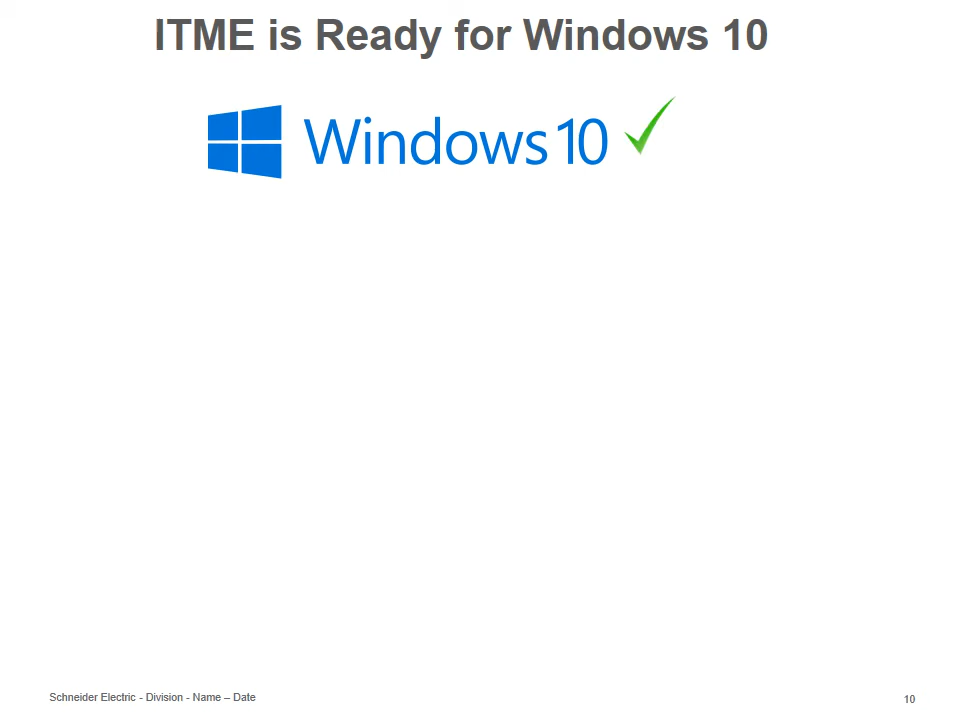 ITME is Ready for Windows 10
Windows 10
Schneider Electric - Division - Name – Date
10